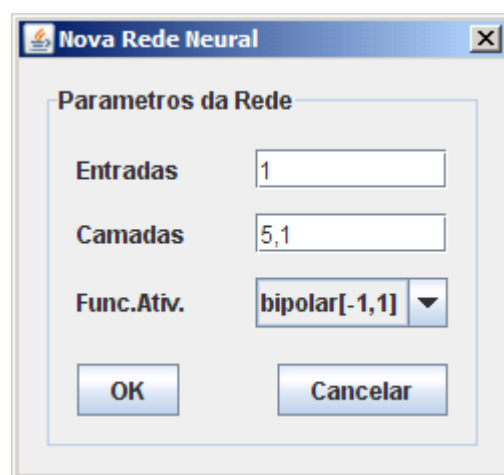 Nova Rede Neural
Parametros da Rede
Entradas 1
Camadas 5,1
Func.Ativ. bipolar[-1,1]
OK Cancelar